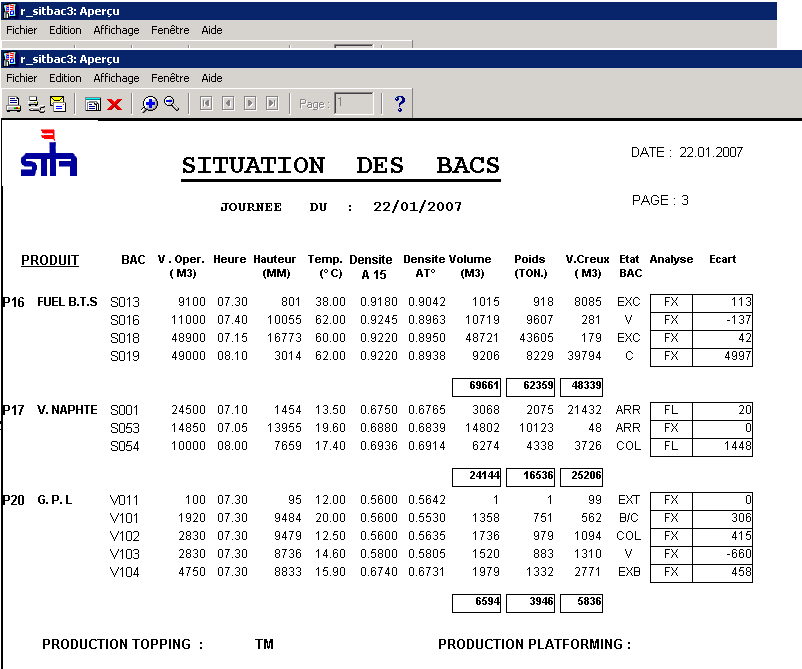 r_sitbac3: Aperçu
Fichier Edition Affichage Fenêtre Aide
r_sitbac3: Aperçu
Fichier Edition Affichage Fenêtre Aide
Page : 1 ?
STIR
SITUATION DES BACS
DATE : 22.01.2007
JOURNEE DU : 22/01/2007
PAGE : 3
PRODUIT BAC V . Oper. Heure Hauteur Temp. Densite Densite Volume Poids V.Creux Etat Analyse Ecart
( M3) (MM) (° C) A 15 AT° (M3) (TON.) ( M3) BAC
P16 FUEL B.T.S S013 9100 07.30 801 38.00 0.9180 0.9042 1015 918 8085 EXC FX 113
S016 11000 07.40 10055 62.00 0.9245 0.8963 10719 9607 281 V FX -137
S018 48900 07.15 16773 60.00 0.9220 0.8950 48721 43605 179 EXC FX 42
S019 49000 08.10 3014 62.00 0.9220 0.8938 9206 8229 39794 C FX 4997
69661 62359 48339
P17 V. NAPHTE S001 24500 07.10 1454 13.50 0.6750 0.6765 3068 2075 21432 ARR FL 20
S053 14850 07.05 13955 19.60 0.6880 0.6839 14802 10123 48 ARR FX 0
S054 10000 08.00 7659 17.40 0.6936 0.6914 6274 4338 3726 COL FL 1448
24144 16536 25206
P20 G. P. L V011 100 07.30 95 12.00 0.5600 0.5642 1 1 99 EXT FX 0
V101 1920 07.30 9484 20.00 0.5600 0.5530 1358 751 562 B/C FX 306
V102 2830 07.30 9479 12.50 0.5600 0.5635 1736 979 1094 COL FX 415
V103 2830 07.30 8736 14.60 0.5800 0.5805 1520 883 1310 V FX -660
V104 4750 07.30 8833 15.90 0.6740 0.6731 1979 1332 2771 EXB FX 458
6594 3946 5836
PRODUCTION TOPPING : TM PRODUCTION PLATFORMING :